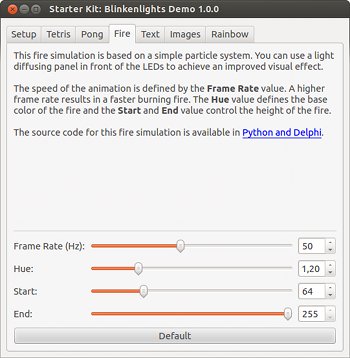 Starter Kit: Blinkenlights Demo 1.0.0
Setup Tetris Pong Fire Text Images Rainbow
This fire simulation is based on a simple particle system. You can use a light
diffusing panel in front of the LEDs to achieve an improved visual effect.
The speed of the animation is defined by the Frame Rate value. A higher
frame rate results in a faster burning fire. The Hue value defines the base
color of the fire and the Start and End value control the height of the fire.
The source code for this fire simulation is available in Python and Delphi.
Frame Rate (Hz): 50
Hue: 1,20
Start: 64
End: 255
Default